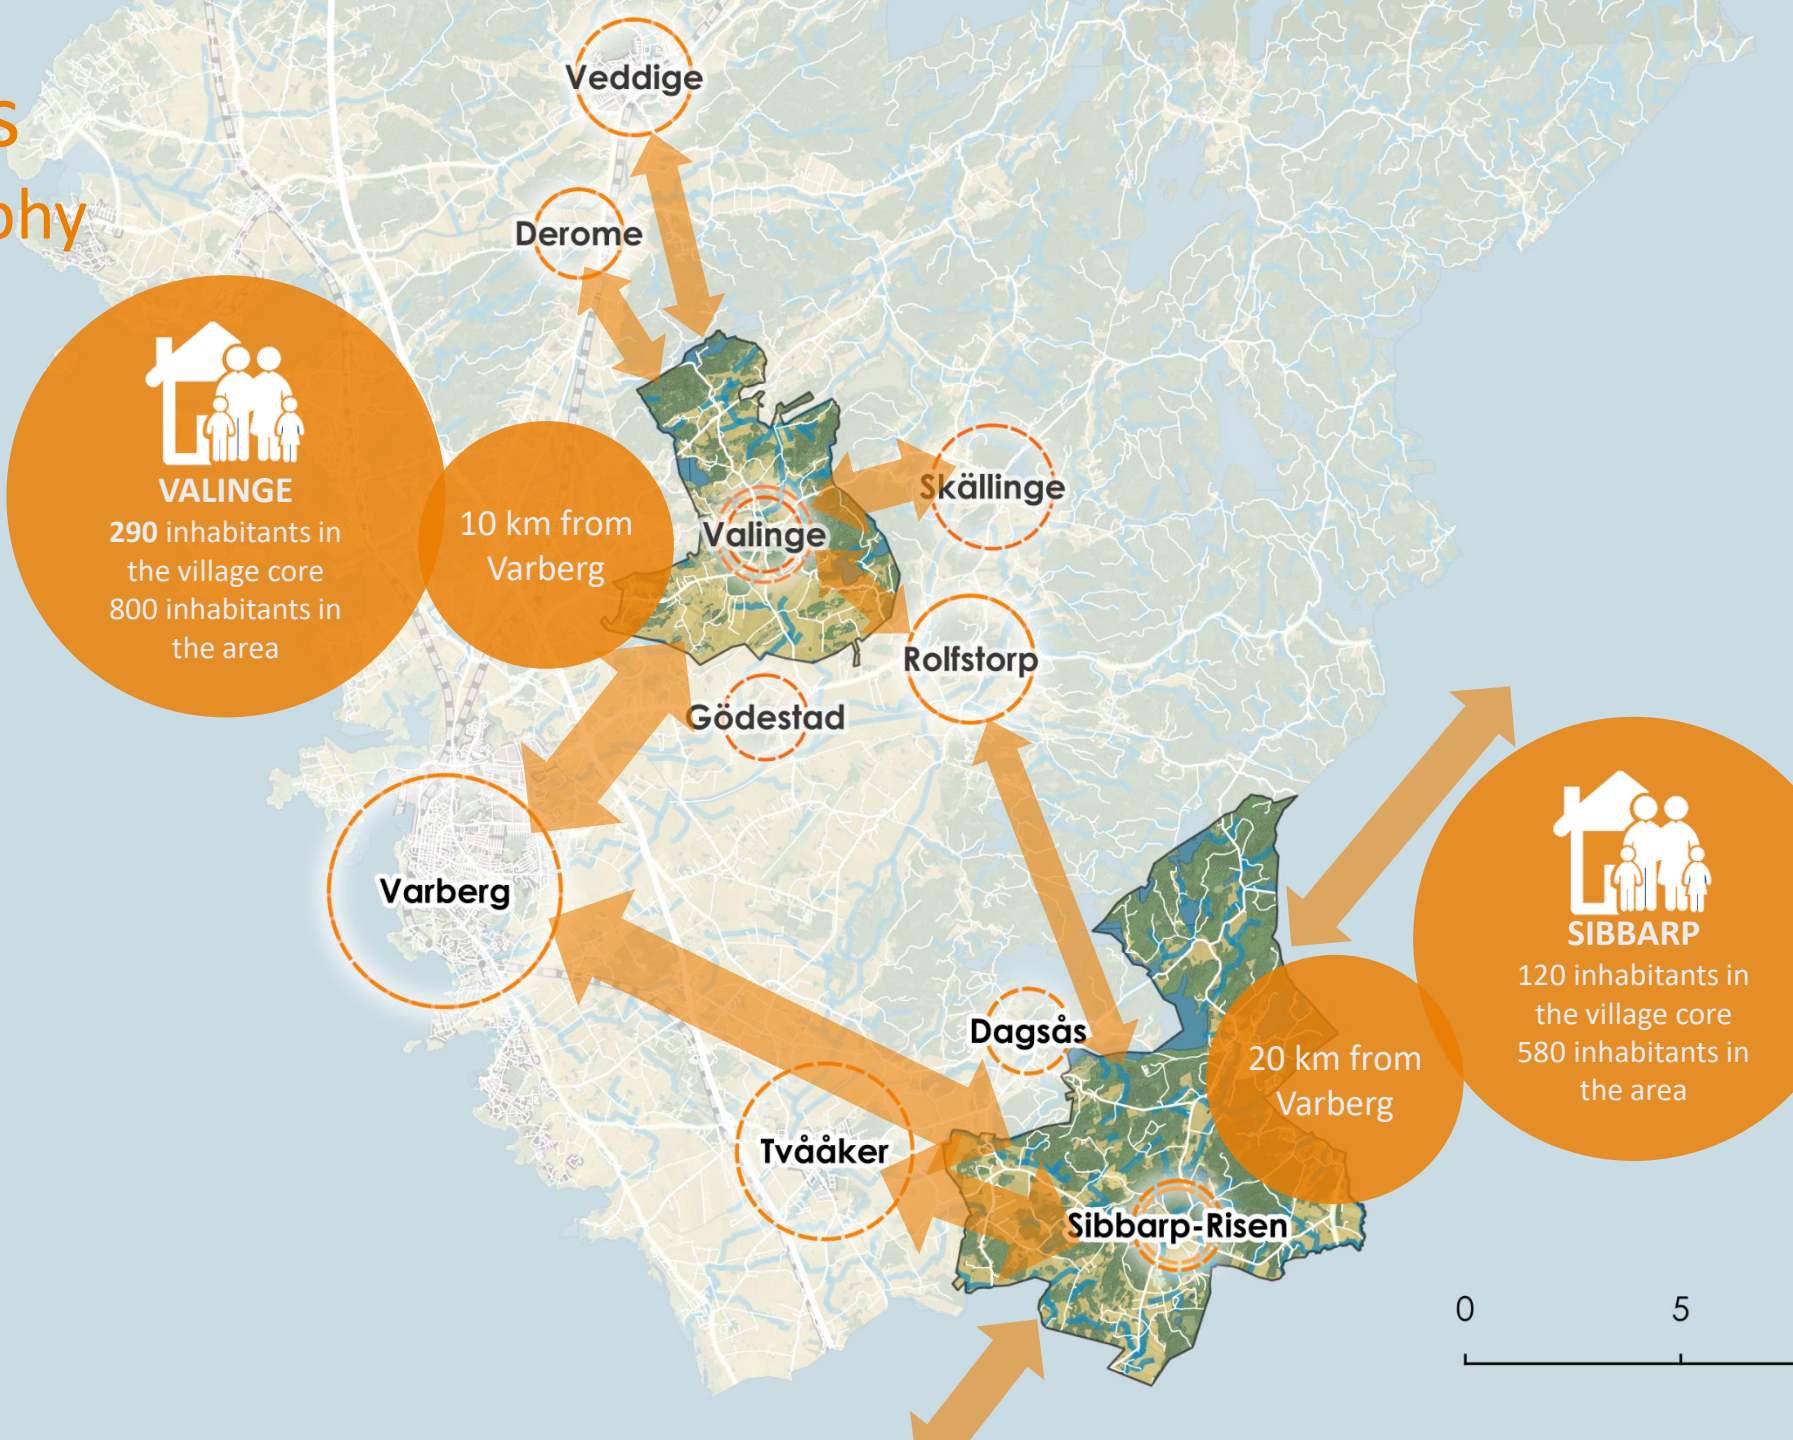 Veddige
Derome
VALINGE
290 inhabitants in
the village core
800 inhabitants in
the area
10 km from
Varberg
Valinge
Skällinge
Rolfstorp
Gödestad
Varberg
SIBBARP
120 inhabitants in
the village core
580 inhabitants in
the area
20 km from
Varberg
Dagsås
Tvååker
Sibbarp-Risen
0 5